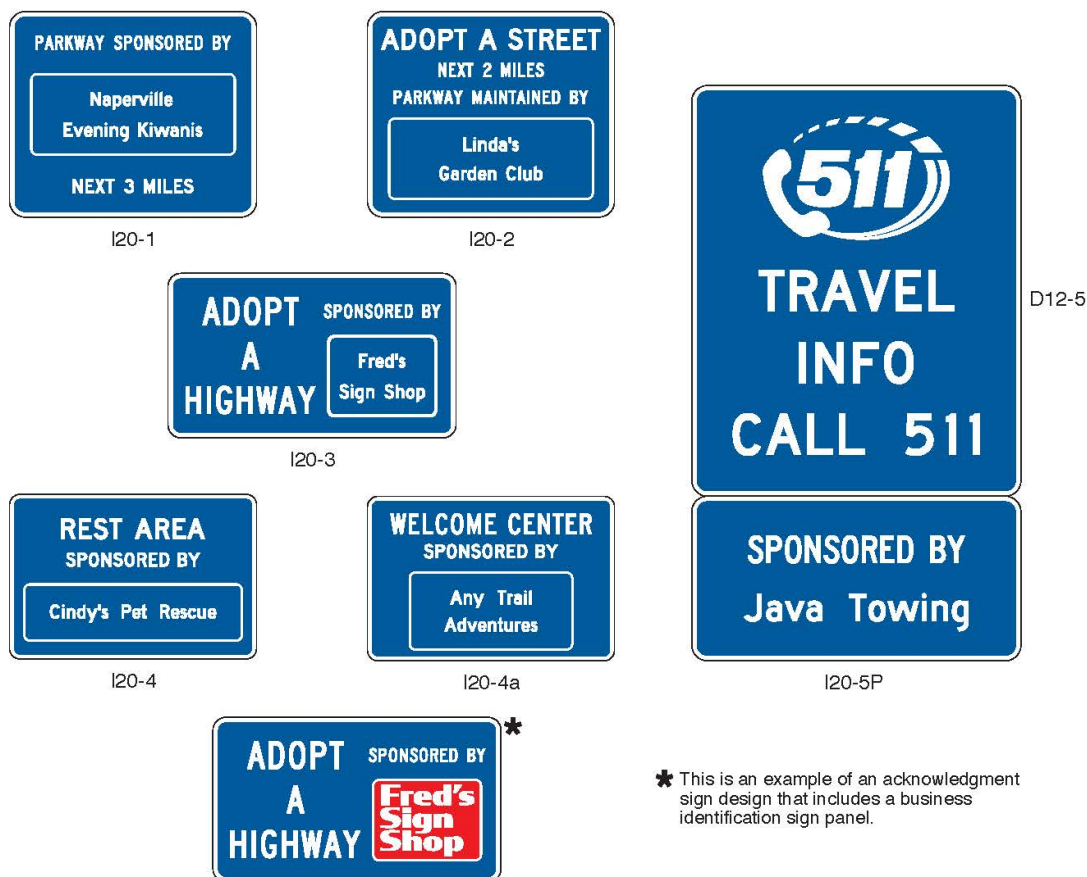 PARKWAY SPONSORED BY
Naperville
Evening Kiwanis
NEXT 3 MILES
I20-1
ADOPT A STREET
NEXT 2 MILES
PARKWAY MAINTAINED BY
Linda's
Garden Club
I20-2
ADOPT
A
HIGHWAY
SPONSORED BY
Fred's
Sign Shop
I20-3
511
TRAVEL
INFO
CALL 511
D12-5
SPONSORED BY
Java Towing
I20-5P
REST AREA
SPONSORED BY
Cindy's Pet Rescue
I20-4
WELCOME CENTER
SPONSORED BY
Any Trail
Adventures
I20-4a
ADOPT
A
HIGHWAY
SPONSORED BY
Fred's
Sign
Shop
*
* This is an example of an acknowledgment
sign design that includes a business
identification sign panel.